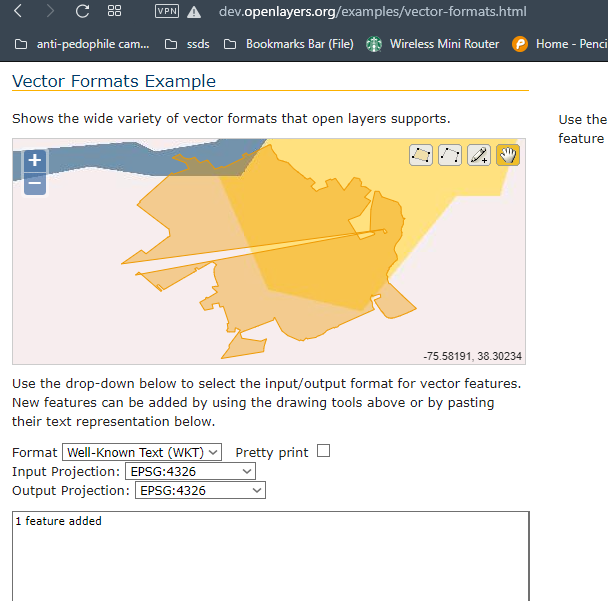 VPN dev.openlayers.org/examples/vector-formats.html
anti-pedophile cam... ssds Bookmarks Bar (File) Wireless Mini Router Home - Penci
Vector Formats Example
Shows the wide variety of vector formats that open layers supports.
Use the
feature
+
−
-75.58191, 38.30234
Use the drop-down below to select the input/output format for vector features.
New features can be added by using the drawing tools above or by pasting
their text representation below.
Format Well-Known Text (WKT) Pretty print
Input Projection: EPSG:4326
Output Projection: EPSG:4326
1 feature added